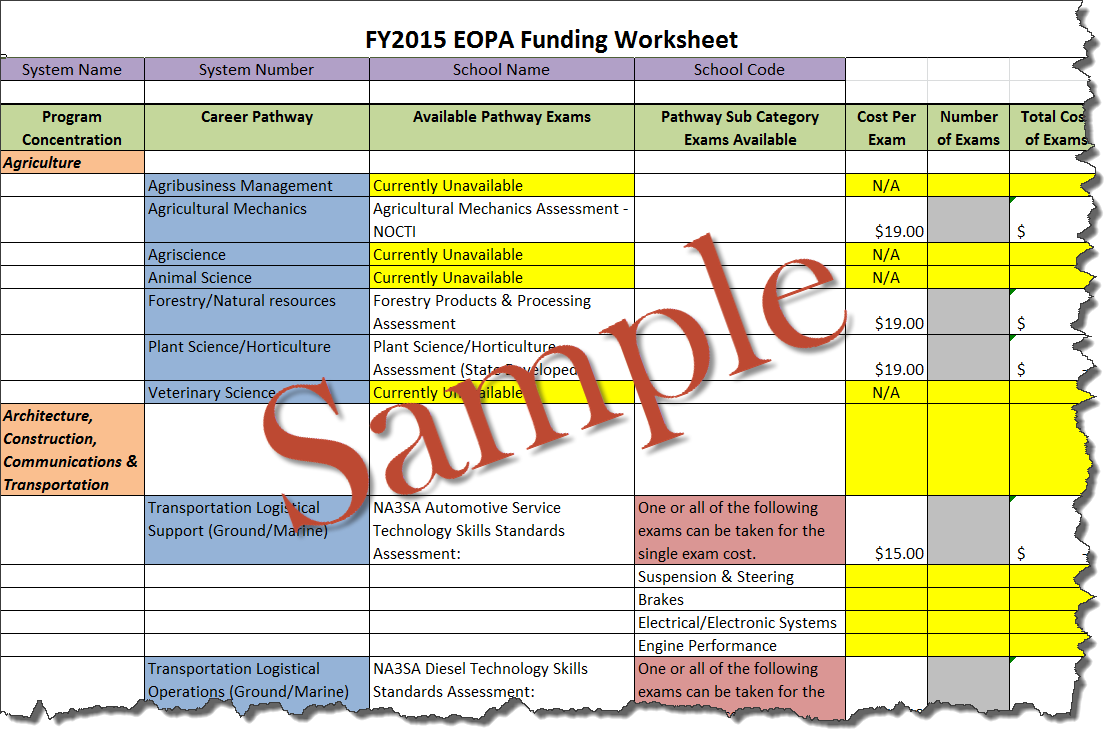 FY2015 EOPA Funding Worksheet
System Name System Number School Name School Code
Program Concentration Career Pathway Available Pathway Exams Pathway Sub Category Exams Available Cost Per Exam Number of Exams Total Cos of Exams
Agriculture
Agribusiness Management Currently Unavailable N/A
Agricultural Mechanics Agricultural Mechanics Assessment -
NOCTI $19.00 $
Agriscience Currently Unavailable N/A
Animal Science Currently Unavailable N/A
Forestry/Natural resources Forestry Products & Processing
Assessment $19.00 $
Plant Science/Horticulture Plant Science/Horticulture
Assessment (State Developed $19.00 $
Veterinary Science Currently Unavailable N/A
Sample
Architecture,
Construction,
Communications &
Transportation
Transportation Logistical NA3SA Automotive Service One or all of the following
Support (Ground/Marine) Technology Skills Standards exams can be taken for the
Assessment: single exam cost. $15.00 $
Suspension & Steering
Brakes
Electrical/Electronic Systems
Engine Performance
Transportation Logistical NA3SA Diesel Technology Skills One or all of the following
Operations (Ground/Marine) Standards Assessment: exams can be taken for the